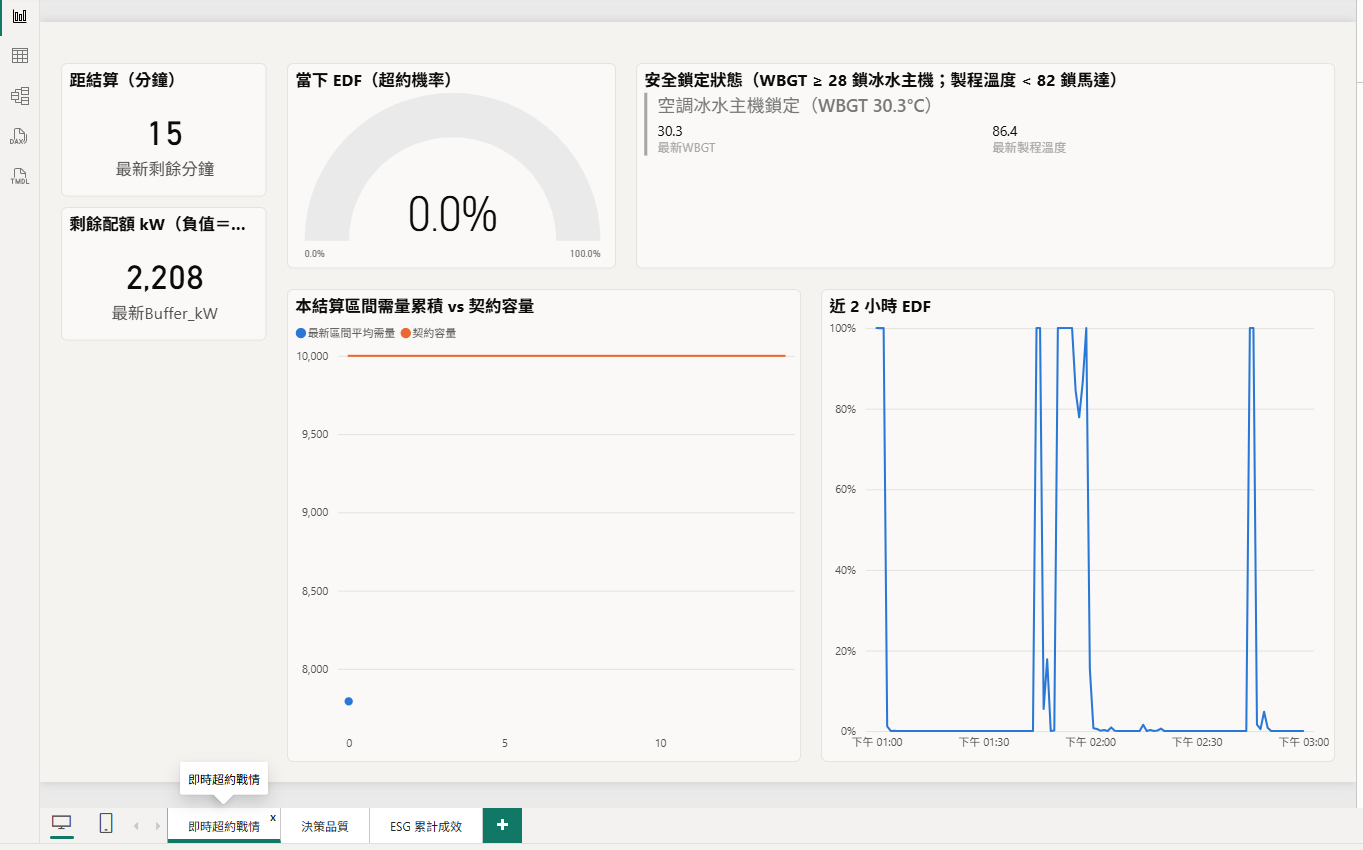 距結算（分鐘）
15
最新剩餘分鐘
剩餘配額 kW（負值＝...
2,208
最新Buffer_kW
當下 EDF（超約機率）
0.0%
0.0%
100.0%
安全鎖定狀態（WBGT ≥ 28 鎖冰水主機；製程溫度 < 82 鎖馬達）
空調冰水主機鎖定（WBGT 30.3°C）
30.3
最新WBGT
86.4
最新製程溫度
本結算區間需量累積 vs 契約容量
最新區間平均需量 契約容量
10,000
9,500
9,000
8,500
8,000
0 5 10
近 2 小時 EDF
100%
80%
60%
40%
20%
0%
下午 01:00 下午 01:30 下午 02:00 下午 02:30 下午 03:00
DAX
TMDL
即時超約戰情
即時超約戰情 x 決策品質 ESG 累計成效 +